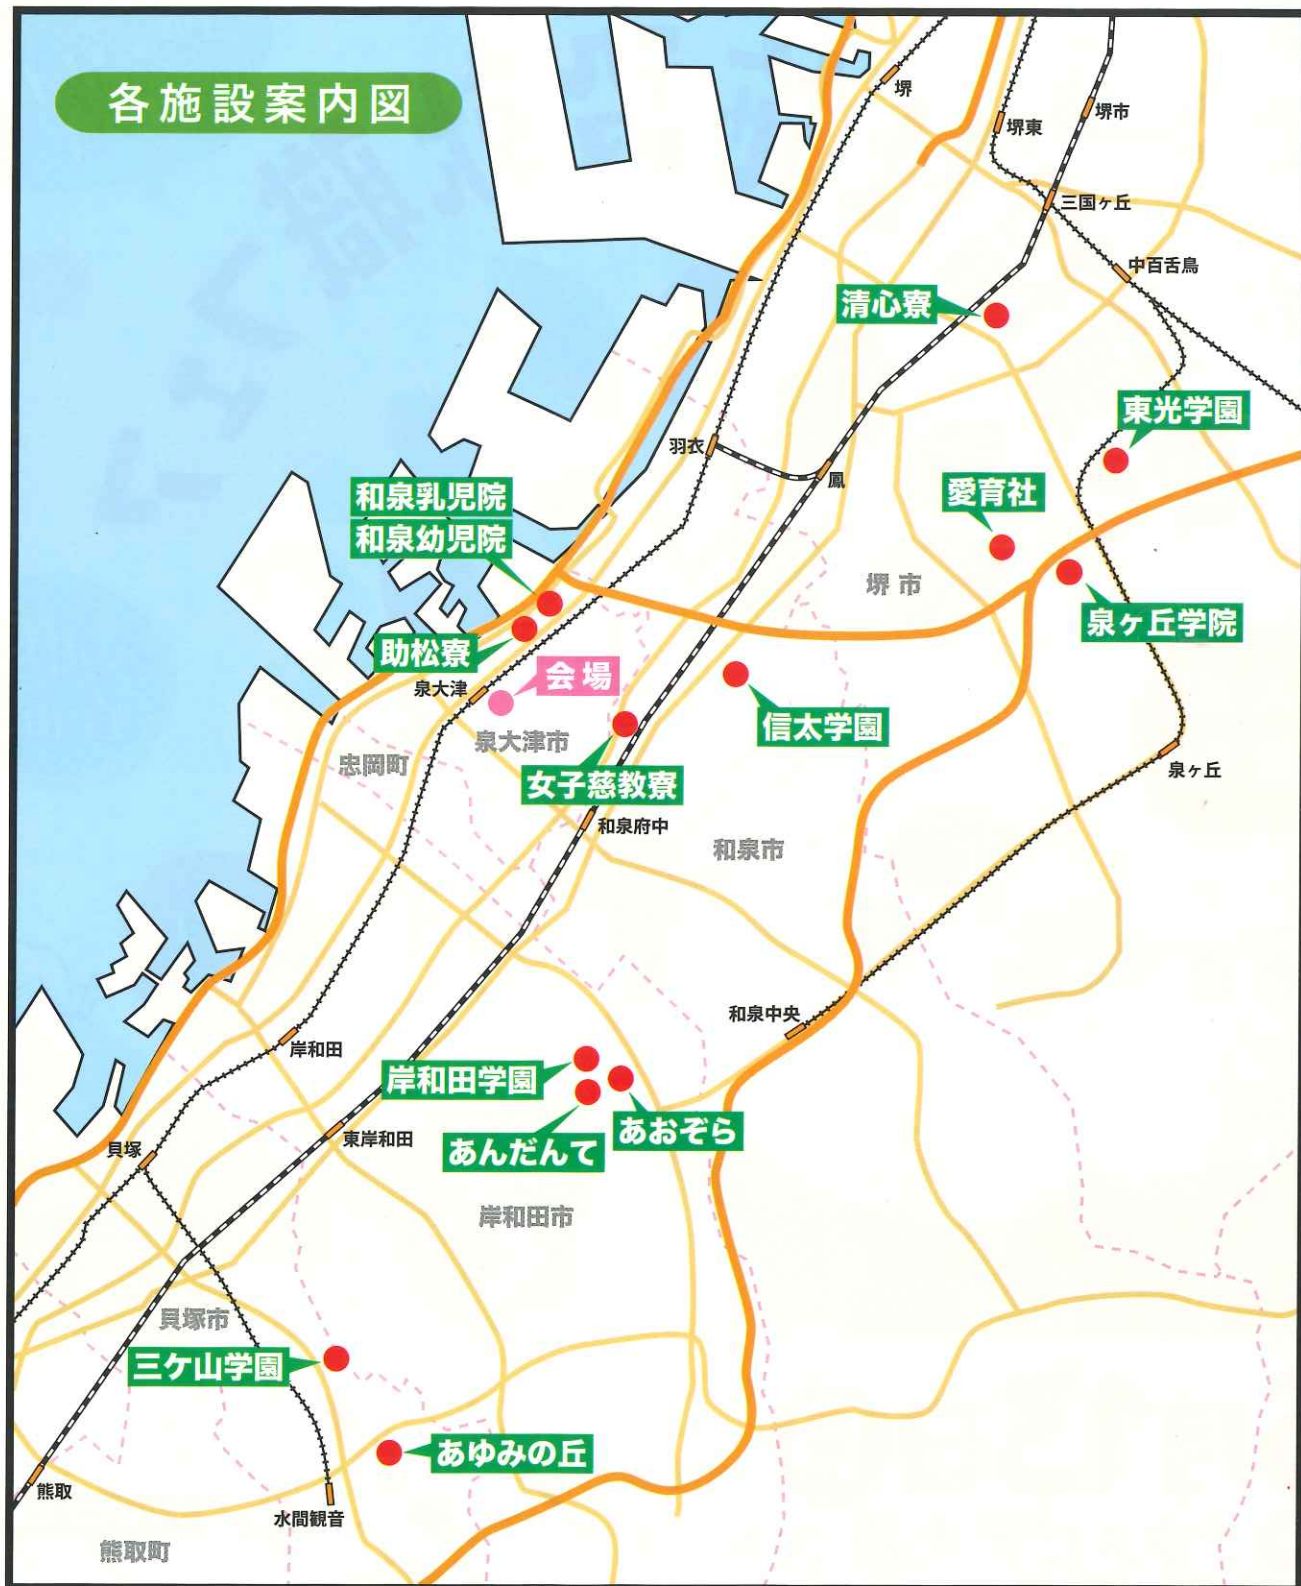 各施設案内図
堺
堺東
堺市
三国ヶ丘
中百舌鳥
清心寮
東光学園
羽衣
鳳
愛育社
和泉乳児院
和泉幼児院
堺市
泉ヶ丘学院
助松寮
会場
泉大津
信太学園
泉大津市
忠岡町
女子慈教寮
泉ヶ丘
和泉府中
和泉市
和泉中央
岸和田
岸和田学園
あおぞら
東岸和田
あんだんて
貝塚
岸和田市
貝塚市
三ケ山学園
あゆみの丘
熊取
水間観音
熊取町